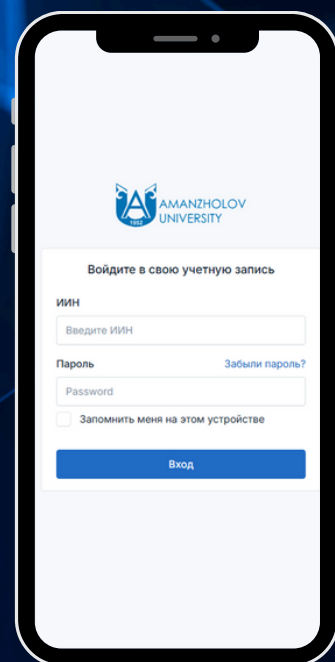 1952
AMANZHOLOV
UNIVERSITY
Войдите в свою учетную запись
ИИН
Введите ИИН
Пароль
Забыли пароль?
Password
Запомнить меня на этом устройстве
Вход